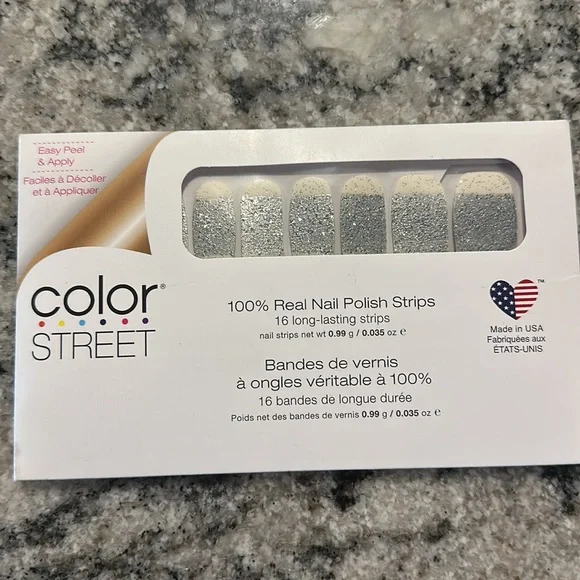 Easy Peel
& Apply
Faciles à Décoller
et à Appliquer
color®
STREET
100% Real Nail Polish Strips
16 long-lasting strips
nail strips net wt 0.99 g / 0.035 oz e
Bandes de vernis
à ongles véritable à 100%
16 bandes de longue durée
Poids net des bandes de vernis 0.99 g / 0.035 oz e
TM
Made in USA
Fabriquées aux
ÉTATS-UNIS